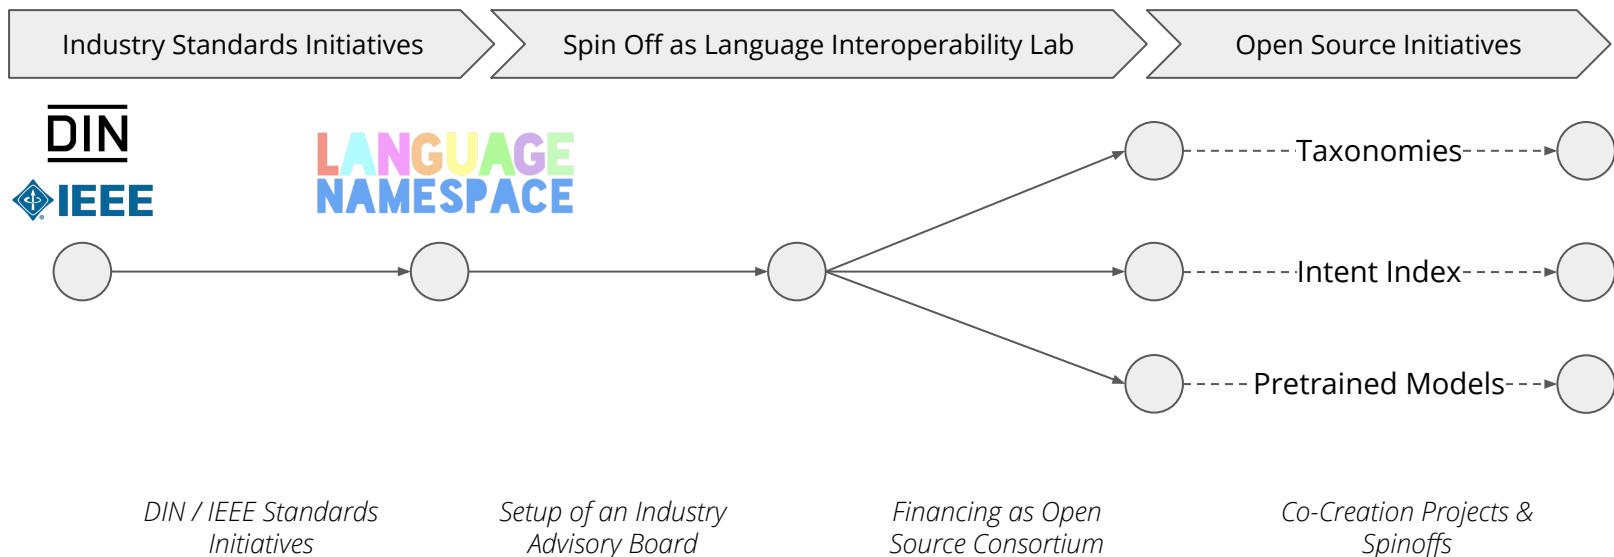 Industry Standards Initiatives
Spin Off as Language Interoperability Lab
Open Source Initiatives
DIN
IEEE
LANGUAGE
NAMESPACE
Taxonomies
Intent Index
Pretrained Models
DIN / IEEE Standards
Initiatives
Setup of an Industry
Advisory Board
Financing as Open
Source Consortium
Co-Creation Projects &
Spinoffs